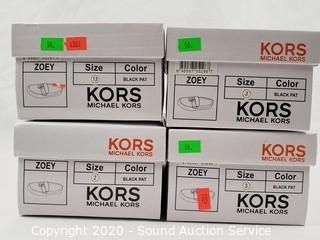 ZOEY Size Color
13 BLACK PAT
KORS
MICHAEL KORS
KORS
MICHAEL KORS
ZOEY Size Color
3 BLACK PAT
KORS
MICHAEL KORS
KORS
MICHAEL KORS
ZOEY Size Color
2 BLACK PAT
KORS
MICHAEL KORS
KORS
MICHAEL KORS
ZOEY Size Color
3 BLACK PAT
KORS
MICHAEL KORS
Copyright 2020 - Sound Auction Service